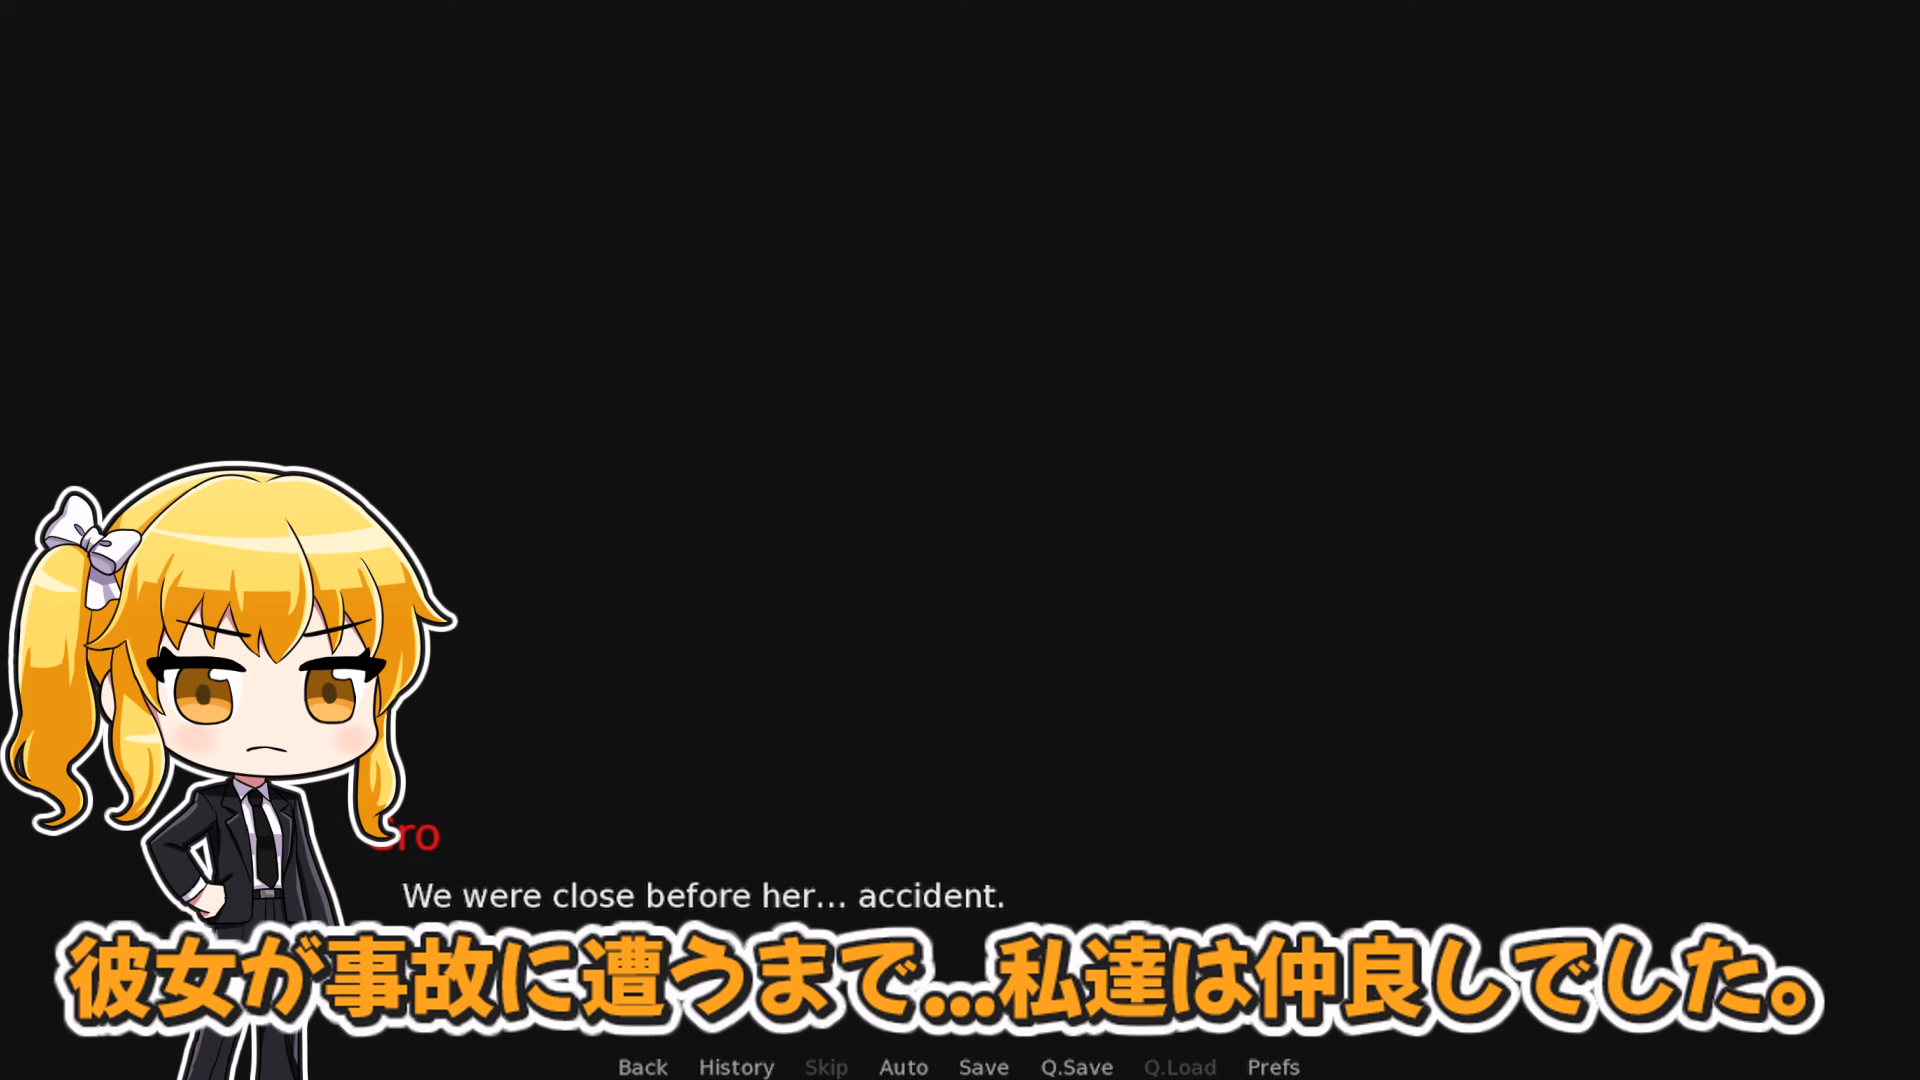 We were close before her... accident.
彼女が事故に遭うまで...私達は仲良しでした。
Back History Skip Auto Save Q.Save Q.Load Prefs